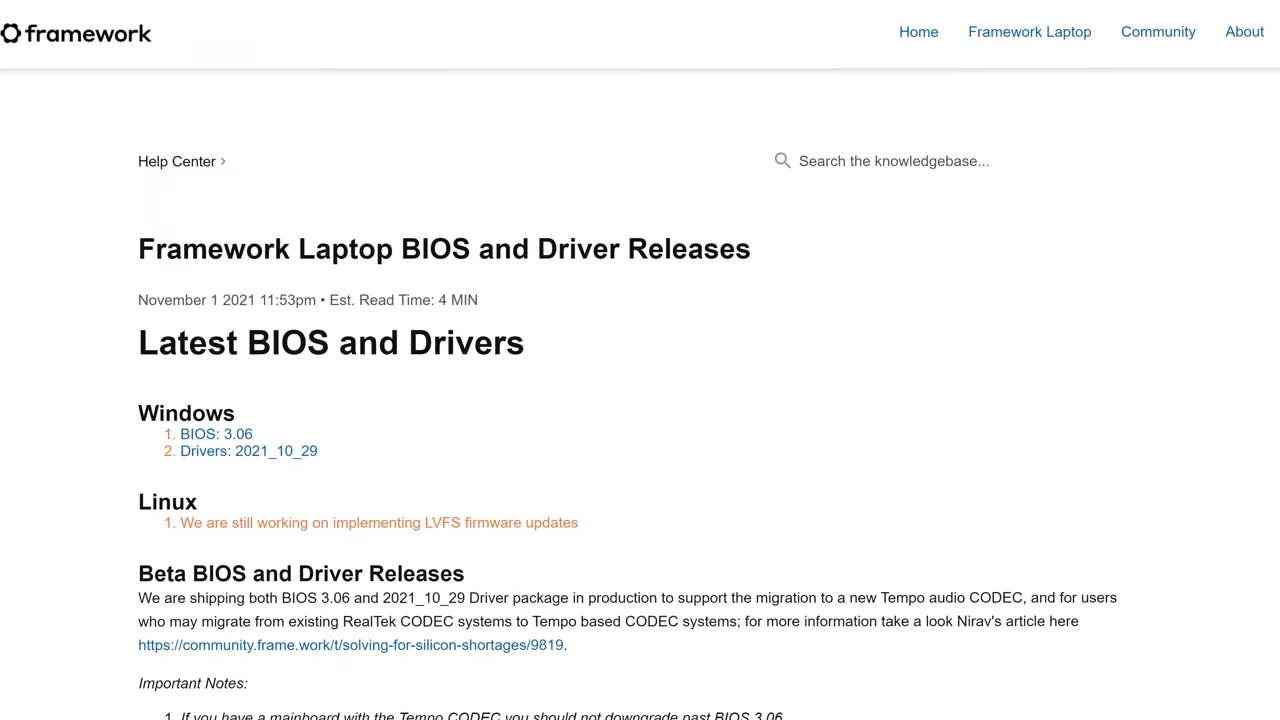 framework
Home Framework Laptop Community About
Help Center ›
Search the knowledgebase...
Framework Laptop BIOS and Driver Releases
November 1 2021 11:53pm • Est. Read Time: 4 MIN
Latest BIOS and Drivers
Windows
1. BIOS: 3.06
2. Drivers: 2021_10_29
Linux
1. We are still working on implementing LVFS firmware updates
Beta BIOS and Driver Releases
We are shipping both BIOS 3.06 and 2021_10_29 Driver package in production to support the migration to a new Tempo audio CODEC, and for users
who may migrate from existing RealTek CODEC systems to Tempo based CODEC systems; for more information take a look Nirav's article here
https://community.frame.work/t/solving-for-silicon-shortages/9819.
Important Notes:
1. If you have a mainboard with the Tempo CODEC you should not downgrade past BIOS 3.06